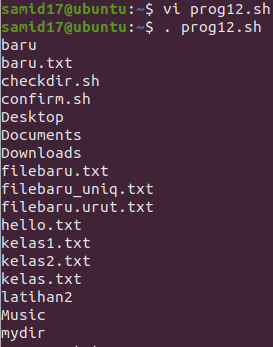 samid17@ubuntu:~$ vi prog12.sh
samid17@ubuntu:~$ . prog12.sh
baru
baru.txt
checkdir.sh
confirm.sh
Desktop
Documents
Downloads
filebaru.txt
filebaru_uniq.txt
filebaru.urut.txt
hello.txt
kelas1.txt
kelas2.txt
kelas.txt
latihan2
Music
mydir